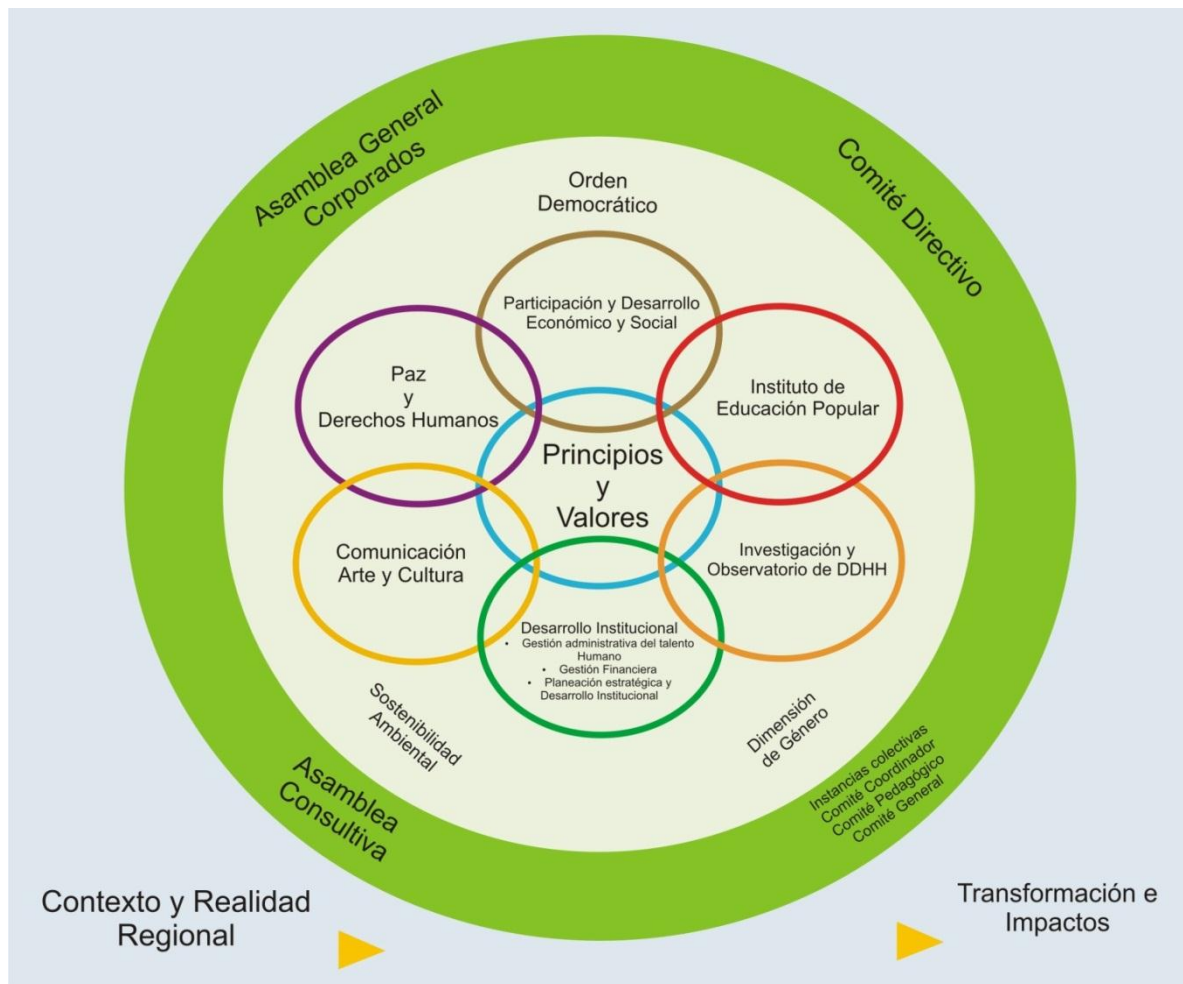 Asamblea General
Corporados
Comité Directivo
Orden
Democrático
Participación y Desarrollo
Económico y Social
Paz
y
Derechos Humanos
Instituto de
Educación Popular
Principios
y
Valores
Comunicación
Arte y Cultura
Investigación y
Observatorio de DDHH
Desarrollo Institucional
• Gestión administrativa del talento
Humano
• Gestión Financiera
• Planeación estratégica y
Desarrollo Institucional
Sostenibilidad
Ambiental
Dimensión
de Género
Asamblea
Consultiva
Instancias colectivas
Comité Coordinador
Comité Pedagógico
Comité General
Contexto y Realidad
Regional
Transformación e
Impactos